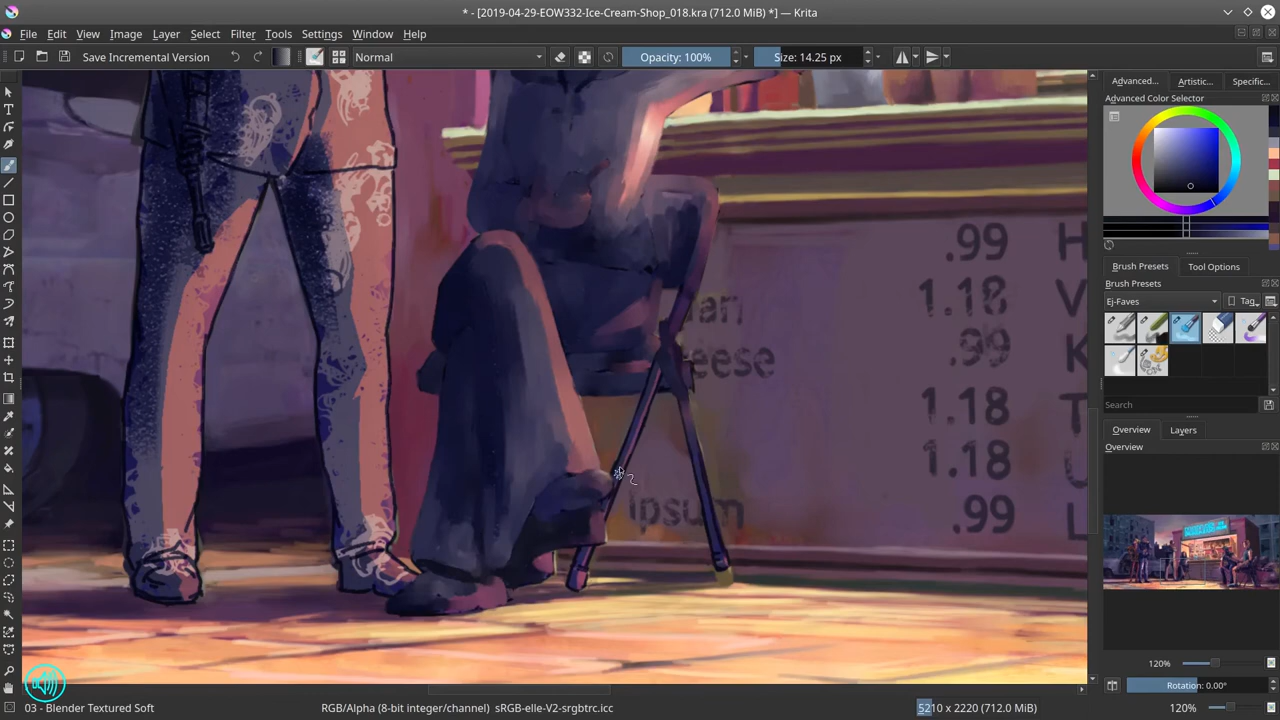 * - [2019-04-29-EOW332-Ice-Cream-Shop_018.kra (712.0 MiB) *] — Krita
File Edit View Image Layer Select Filter Tools Settings Window Help
Save Incremental Version Normal Opacity: 100% Size: 14.25 px
Advanced... Artistic... Specific...
Advanced Color Selector
Brush Presets Tool Options
Brush Presets
Ej-Faves Tag
Search
Overview Layers
Overview
120%
Rotation: 0.00°
.99 H
1.18 V
.99 K
eese
1.18 T
1.18
Ipsum .99 L
03 - Blender Textured Soft RGB/Alpha (8-bit integer/channel) sRGB-elle-V2-srgbtrc.icc 5210 x 2220 (712.0 MiB) 120%